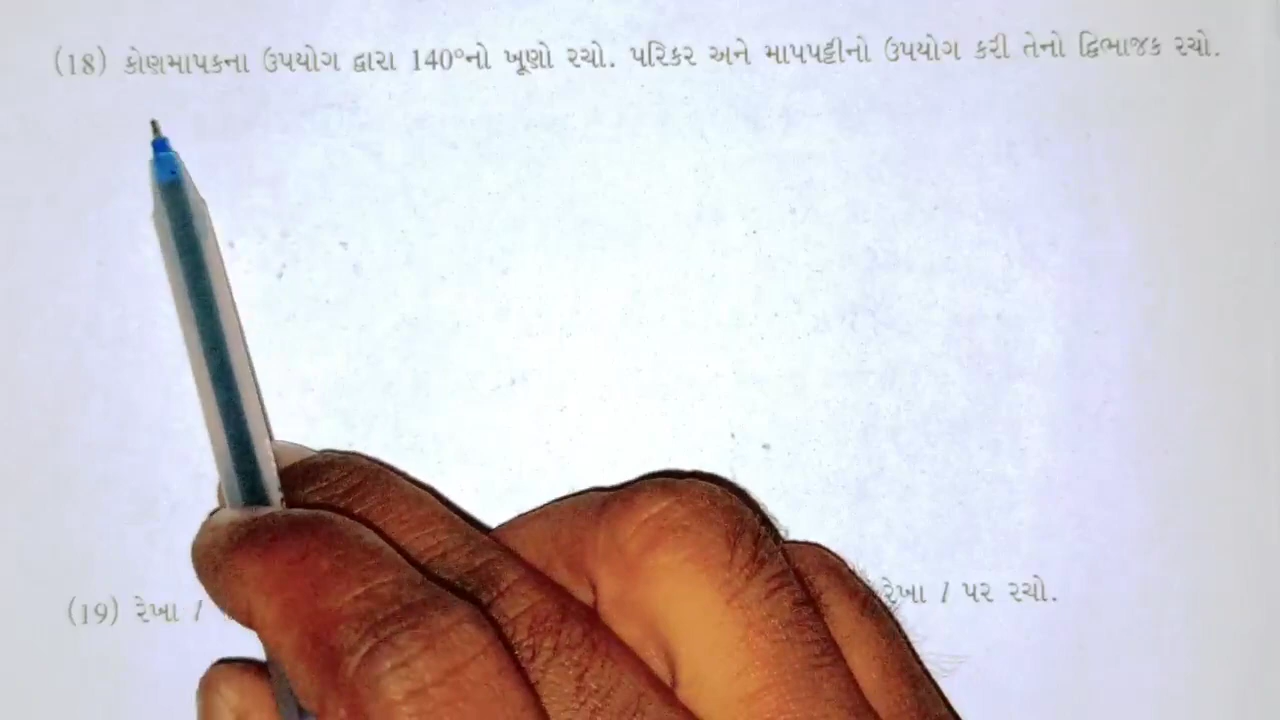 (18) કોણમાપકના ઉપયોગ દ્વારા 140°નો ખૂણો રચો. પરિકર અને માપપટ્ટીનો ઉપયોગ કરી તેનો દ્વિભાજક રચો.
(19) રેખા l રેખા l પર રચો.